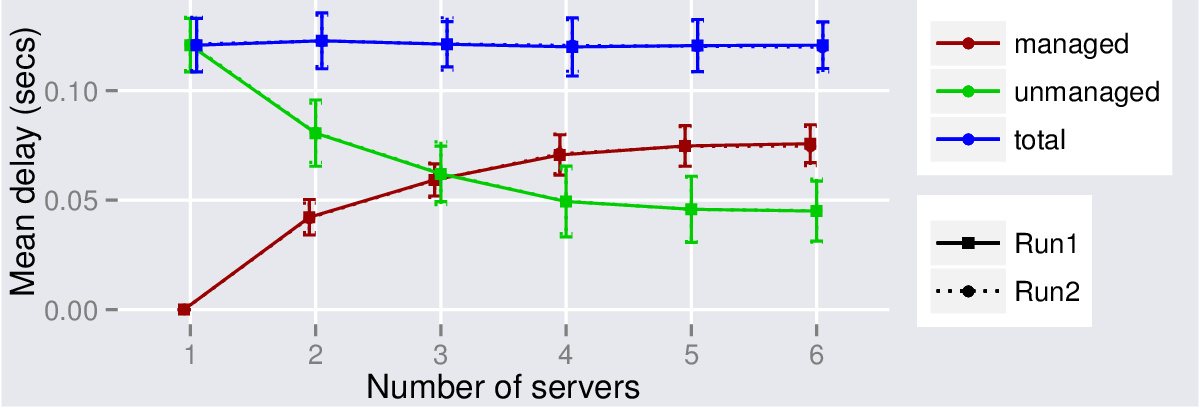 Mean delay (secs)
0.10
0.05
0.00
1 2 3 4 5 6
Number of servers
managed
unmanaged
total
Run1
Run2